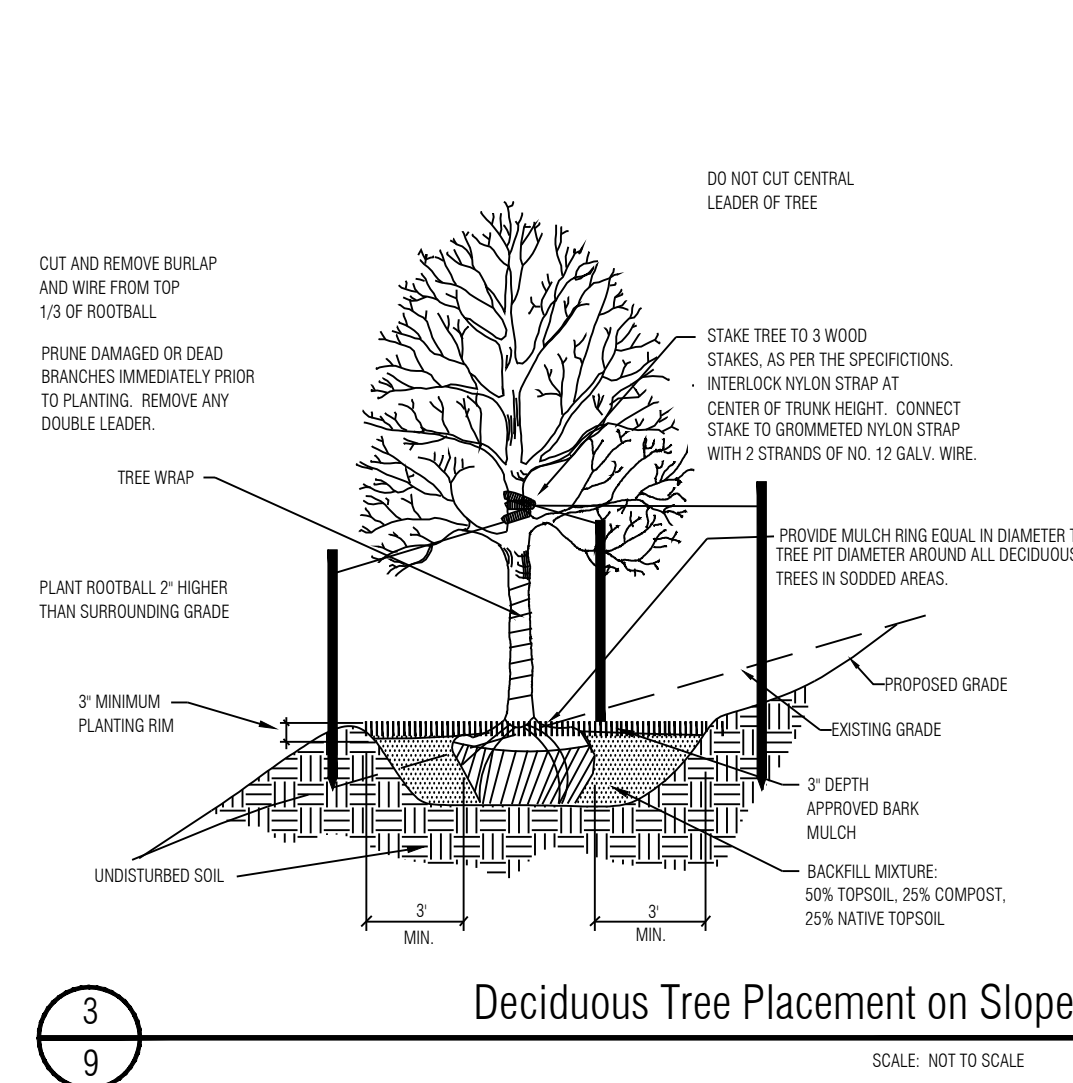 DO NOT CUT CENTRAL
LEADER OF TREE
CUT AND REMOVE BURLAP
AND WIRE FROM TOP
1/3 OF ROOTBALL
PRUNE DAMAGED OR DEAD
BRANCHES IMMEDIATELY PRIOR
TO PLANTING. REMOVE ANY
DOUBLE LEADER.
STAKE TREE TO 3 WOOD
STAKES, AS PER THE SPECIFICTIONS.
INTERLOCK NYLON STRAP AT
CENTER OF TRUNK HEIGHT. CONNECT
STAKE TO GROMMETED NYLON STRAP
WITH 2 STRANDS OF NO. 12 GALV. WIRE.
TREE WRAP
PROVIDE MULCH RING EQUAL IN DIAMETER
TREE PIT DIAMETER AROUND ALL DECIDUOUS
TREES IN SODDED AREAS.
PLANT ROOTBALL 2" HIGHER
THAN SURROUNDING GRADE
3" MINIMUM
PLANTING RIM
PROPOSED GRADE
EXISTING GRADE
3" DEPTH
APPROVED BARK
MULCH
UNDISTURBED SOIL
BACKFILL MIXTURE:
50% TOPSOIL, 25% COMPOST,
25% NATIVE TOPSOIL
3'
MIN.
3'
MIN.
3
9
Deciduous Tree Placement on Slope
SCALE: NOT TO SCALE